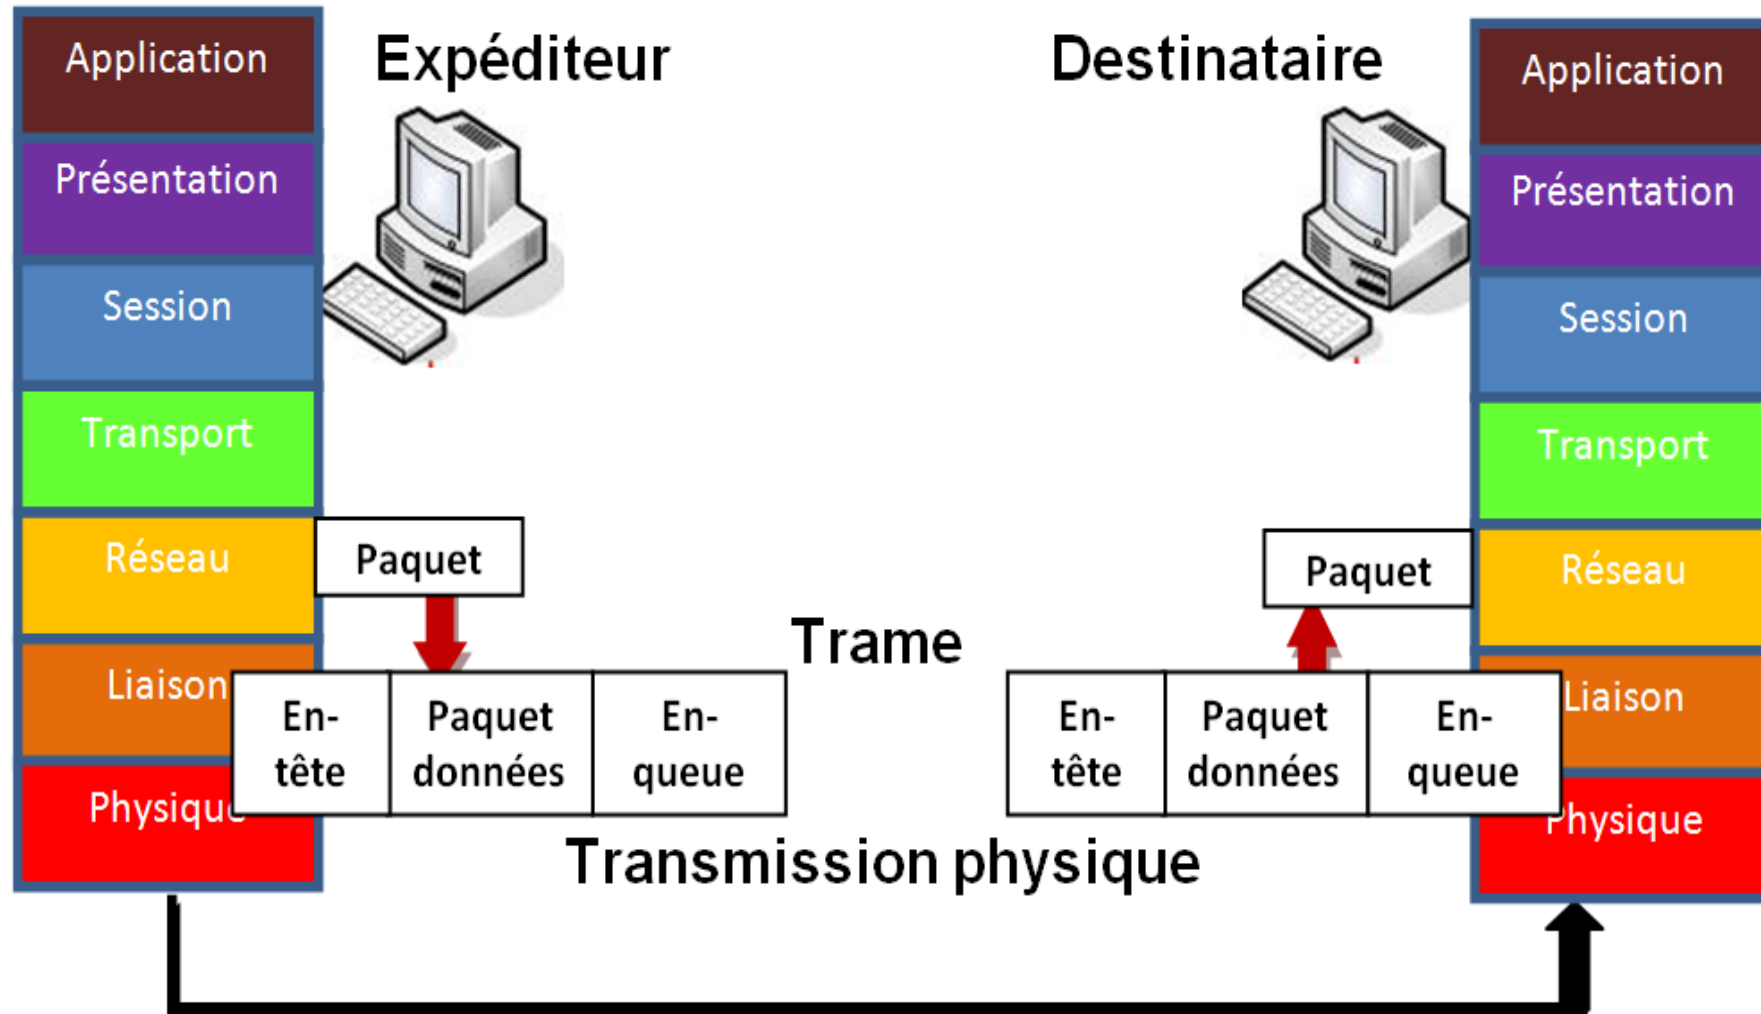 Application
Présentation
Session
Transport
Réseau
Liaison
Physique
Expéditeur
Paquet
En-
tête
Paquet
données
En-
queue
Trame
Transmission physique
Destinataire
Paquet
En-
tête
Paquet
données
En-
queue
Application
Présentation
Session
Transport
Réseau
Liaison
Physique